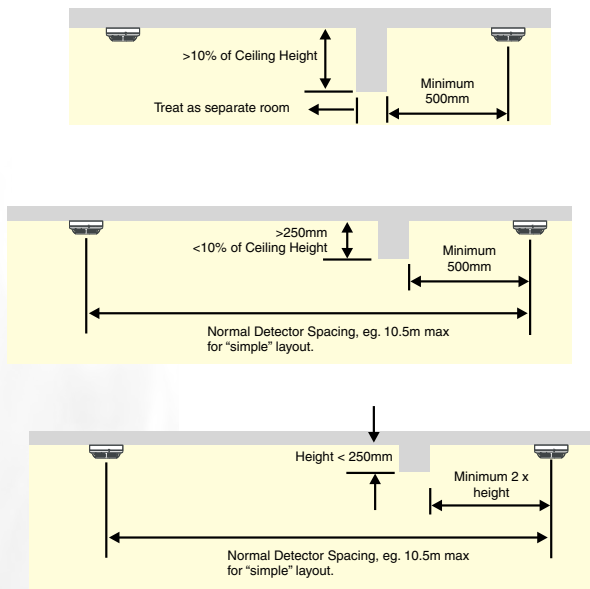 >10% of Ceiling Height
Minimum
500mm
Treat as separate room
>250mm
<10% of Ceiling Height
Minimum
500mm
Normal Detector Spacing, eg. 10.5m max
for “simple” layout.
Height < 250mm
Minimum 2 x
height
Normal Detector Spacing, eg. 10.5m max
for “simple” layout.